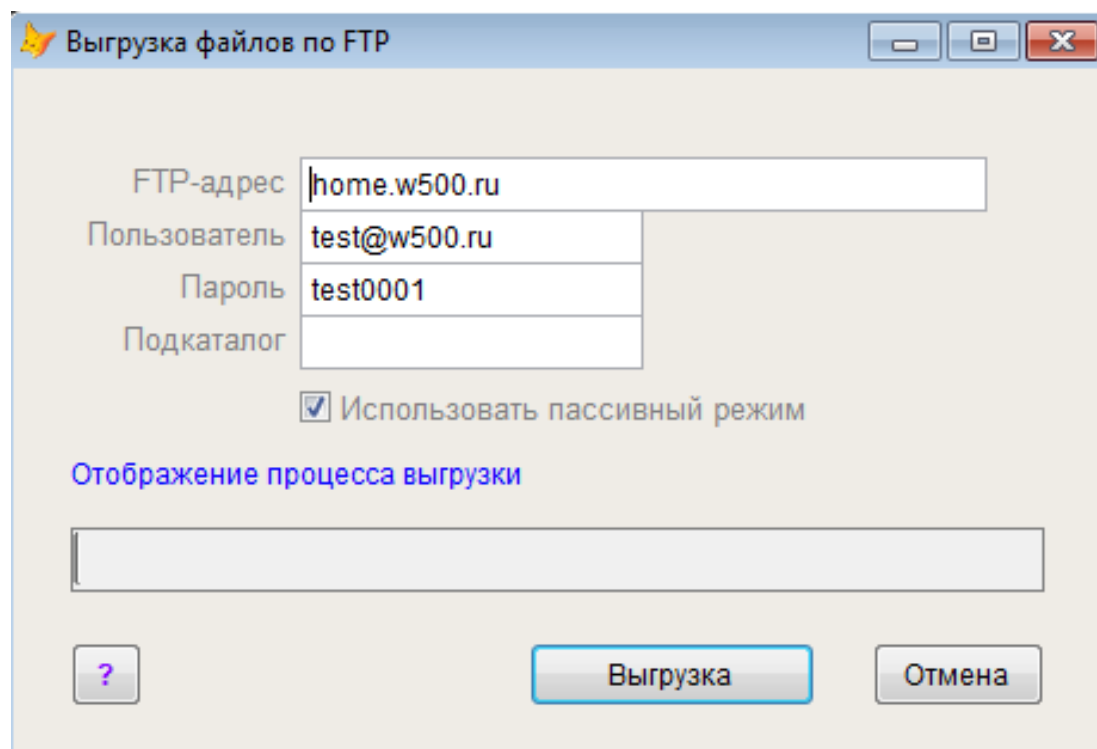 Выгрузка файлов по FTP
FTP-адрес home.w500.ru
Пользователь test@w500.ru
Пароль test0001
Подкаталог
Использовать пассивный режим
Отображение процесса выгрузки
? Выгрузка Отмена